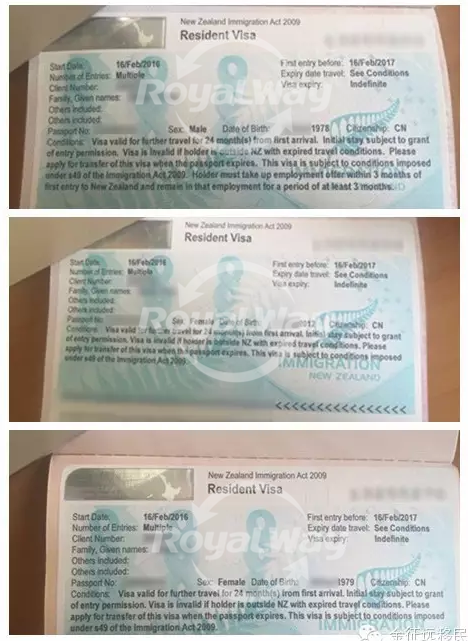 New Zealand Immigration Act 2009
Resident Visa
Start Date: 16/Feb/2016 First entry before: 16/Feb/2017
Number of Entries: Multiple Expiry date travel: See Conditions
Client Number: Visa expiry: Indefinite
Family, Given names:
Others included:
Others included:
Passport No: Sex: Male Date of Birth: 1978 Citizenship: CN
Conditions: Visa valid for further travel for 24 month(s) from first arrival. Initial stay subject to grant
of entry permission. Visa is invalid if holder is outside NZ with expired travel conditions. Please
apply for transfer of this visa when the passport expires. This visa is subject to conditions imposed
under s49 of the Immigration Act 2009. Holder must take up employment offer within 3 months of
first entry to New Zealand and remain in that employment for a period of at least 3 months.
RoyalWay
New Zealand Immigration Act 2009
Resident Visa
Start Date: 16/Feb/2016 First entry before: 16/Feb/2017
Number of Entries: Multiple Expiry date travel: See Conditions
Client Number: Visa expiry: Indefinite
Family, Given names:
Others included:
Others included:
Passport No: Sex: Female Date of Birth: 2012 Citizenship: CN
Conditions: Visa valid for further travel for 24 month(s) from first arrival. Initial stay subject to grant
of entry permission. Visa is invalid if holder is outside NZ with expired travel conditions. Please
apply for transfer of this visa when the passport expires. This visa is subject to conditions imposed
under s49 of the Immigration Act 2009.
RoyalWay
IMMIGRATION
NEW ZEALAND
<<<<<<<<<<<<<<
New Zealand Immigration Act 2009
Resident Visa
Start Date: 16/Feb/2016 First entry before: 16/Feb/2017
Number of Entries: Multiple Expiry date travel: See Conditions
Client Number: Visa expiry: Indefinite
Family, Given names:
Others included:
Others included:
Passport No: Sex: Female Date of Birth: 1979 Citizenship: CN
Conditions: Visa valid for further travel for 24 month(s) from first arrival. Initial stay subject to grant
of entry permission. Visa is invalid if holder is outside NZ with expired travel conditions. Please
apply for transfer of this visa when the passport expires. This visa is subject to conditions imposed
under s49 of the Immigration Act 2009.
RoyalWay
金征远移民